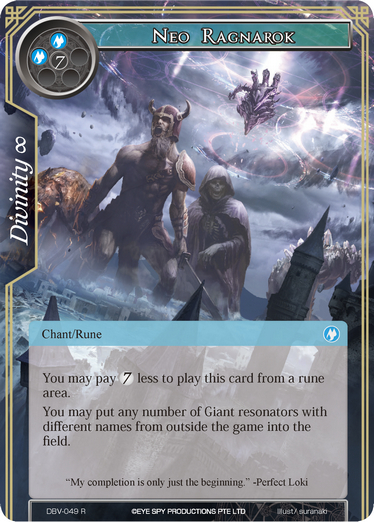 Neo Ragnarok
7
Divinity ∞
Chant/Rune
You may pay 7 less to play this card from a rune
area.
You may put any number of Giant resonators with
different names from outside the game into the
field.
“My completion is only just the beginning.” -Perfect Loki
DBV-049 R
©EYE SPY PRODUCTIONS PTE LTD
Illust/ suranaki